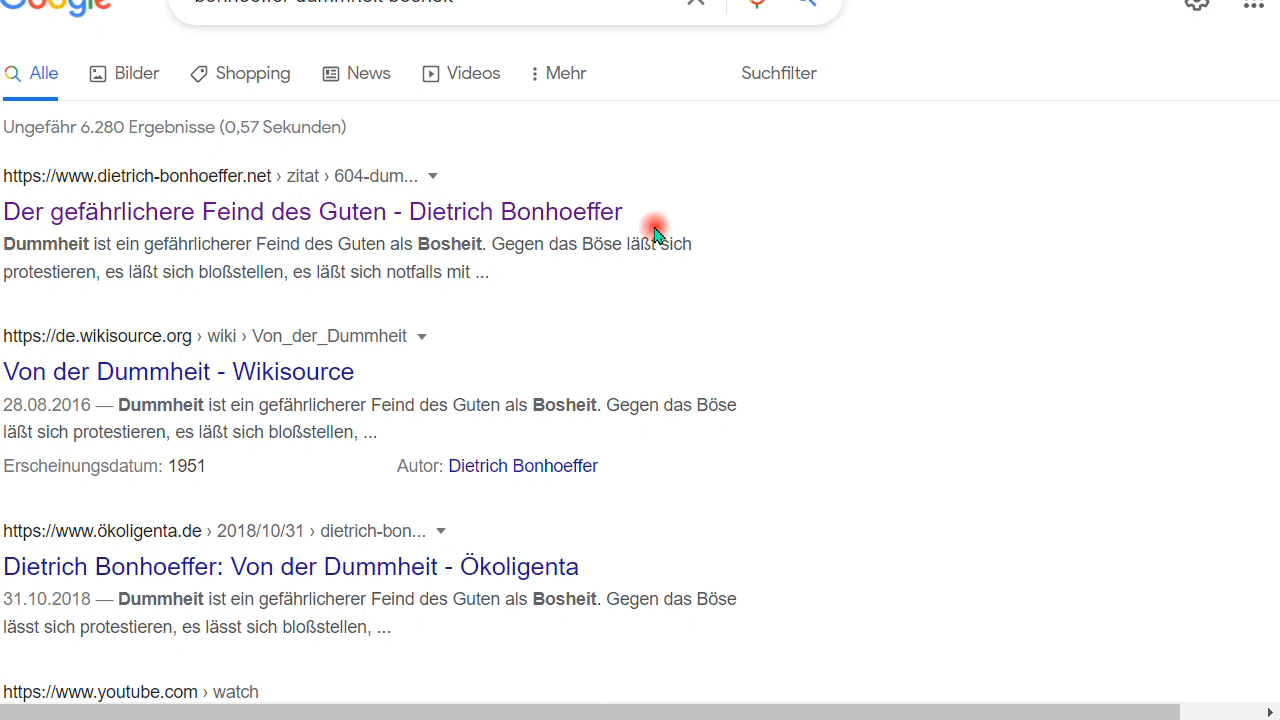 Google
bonhoeffer dummheit bosheit
Alle Bilder Shopping News Videos Mehr Suchfilter
Ungefähr 6.280 Ergebnisse (0,57 Sekunden)
https://www.dietrich-bonhoeffer.net › zitat › 604-dum...
Der gefährlichere Feind des Guten - Dietrich Bonhoeffer
Dummheit ist ein gefährlicherer Feind des Guten als Bosheit. Gegen das Böse läßt sich
protestieren, es läßt sich bloßstellen, es läßt sich notfalls mit ...
https://de.wikisource.org › wiki › Von_der_Dummheit
Von der Dummheit - Wikisource
28.08.2016 — Dummheit ist ein gefährlicherer Feind des Guten als Bosheit. Gegen das Böse
läßt sich protestieren, es läßt sich bloßstellen, ...
Erscheinungsdatum: 1951 Autor: Dietrich Bonhoeffer
https://www.ökoligenta.de › 2018/10/31 › dietrich-bon...
Dietrich Bonhoeffer: Von der Dummheit - Ökoligenta
31.10.2018 — Dummheit ist ein gefährlicherer Feind des Guten als Bosheit. Gegen das Böse
lässt sich protestieren, es lässt sich bloßstellen, ...
https://www.youtube.com › watch